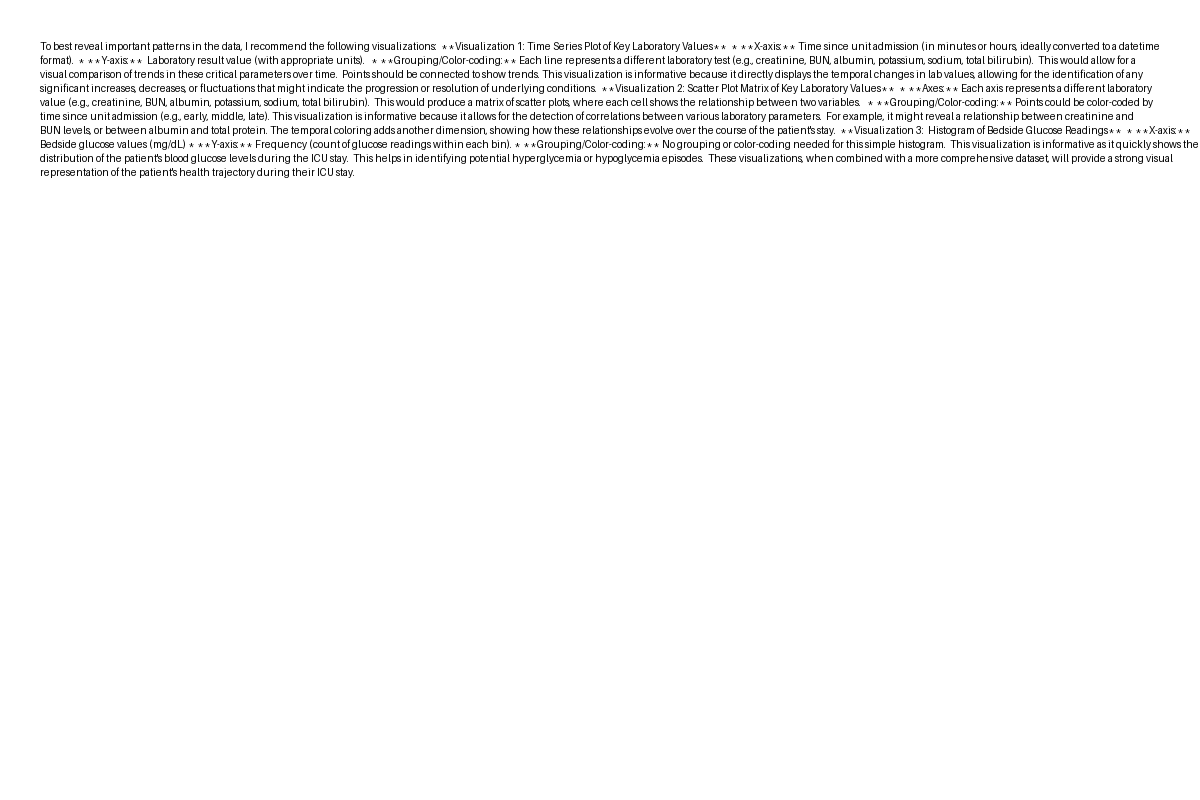 To best reveal important patterns in the data, I recommend the following visualizations:  **Visualization 1: Time Series Plot of Key Laboratory Values**  * **X-axis:** Time since unit admission (in minutes or hours, ideally converted to a datetime
format).  * **Y-axis:**  Laboratory result value (with appropriate units).  * **Grouping/Color-coding:** Each line represents a different laboratory test (e.g., creatinine, BUN, albumin, potassium, sodium, total bilirubin).  This would allow for a
visual comparison of trends in these critical parameters over time.  Points should be connected to show trends. This visualization is informative because it directly displays the temporal changes in lab values, allowing for the identification of any
significant increases, decreases, or fluctuations that might indicate the progression or resolution of underlying conditions.  **Visualization 2: Scatter Plot Matrix of Key Laboratory Values**  * **Axes:** Each axis represents a different laboratory
value (e.g., creatinine, BUN, albumin, potassium, sodium, total bilirubin).  This would produce a matrix of scatter plots, where each cell shows the relationship between two variables.  * **Grouping/Color-coding:** Points could be color-coded by
time since unit admission (e.g., early, middle, late). This visualization is informative because it allows for the detection of correlations between various laboratory parameters.  For example, it might reveal a relationship between creatinine and
BUN levels, or between albumin and total protein. The temporal coloring adds another dimension, showing how these relationships evolve over the course of the patient's stay.  **Visualization 3:  Histogram of Bedside Glucose Readings**  * **X-axis:**
Bedside glucose values (mg/dL) * **Y-axis:** Frequency (count of glucose readings within each bin). * **Grouping/Color-coding:** No grouping or color-coding needed for this simple histogram.  This visualization is informative as it quickly shows the
distribution of the patient's blood glucose levels during the ICU stay.  This helps in identifying potential hyperglycemia or hypoglycemia episodes.  These visualizations, when combined with a more comprehensive dataset, will provide a strong visual
representation of the patient's health trajectory during their ICU stay.